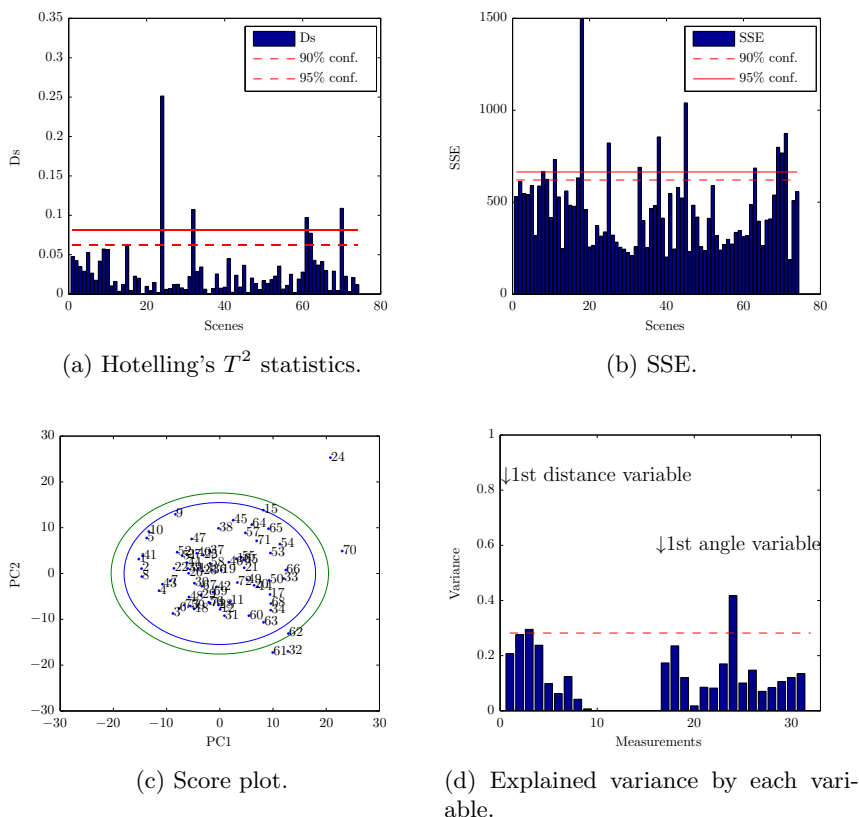 0.35
0.3
0.25
0.2
0.15
0.1
0.05
0
0 20 40 60 80
Ds
Scenes
Ds
90% conf.
95% conf.
(a) Hotelling's T² statistics.
1500
1000
500
0
0 20 40 60 80
SSE
Scenes
SSE
90% conf.
95% conf.
(b) SSE.
30
20
10
0
−10
−20
−30
−30 −20 −10 0 10 20 30
PC2
PC1
24
15
9
45
64
65
10
5
38
57
47
71
54
70
53
41
1
2
8
66
33
50
49
72
17
68
34
43
7
4
3
11
31
60
63
62
61
32
(c) Score plot.
1
0.8
0.6
0.4
0.2
0
0 10 20 30
Variance
Measurements
↓1st distance variable
↓1st angle variable
(d) Explained variance by each vari-
able.